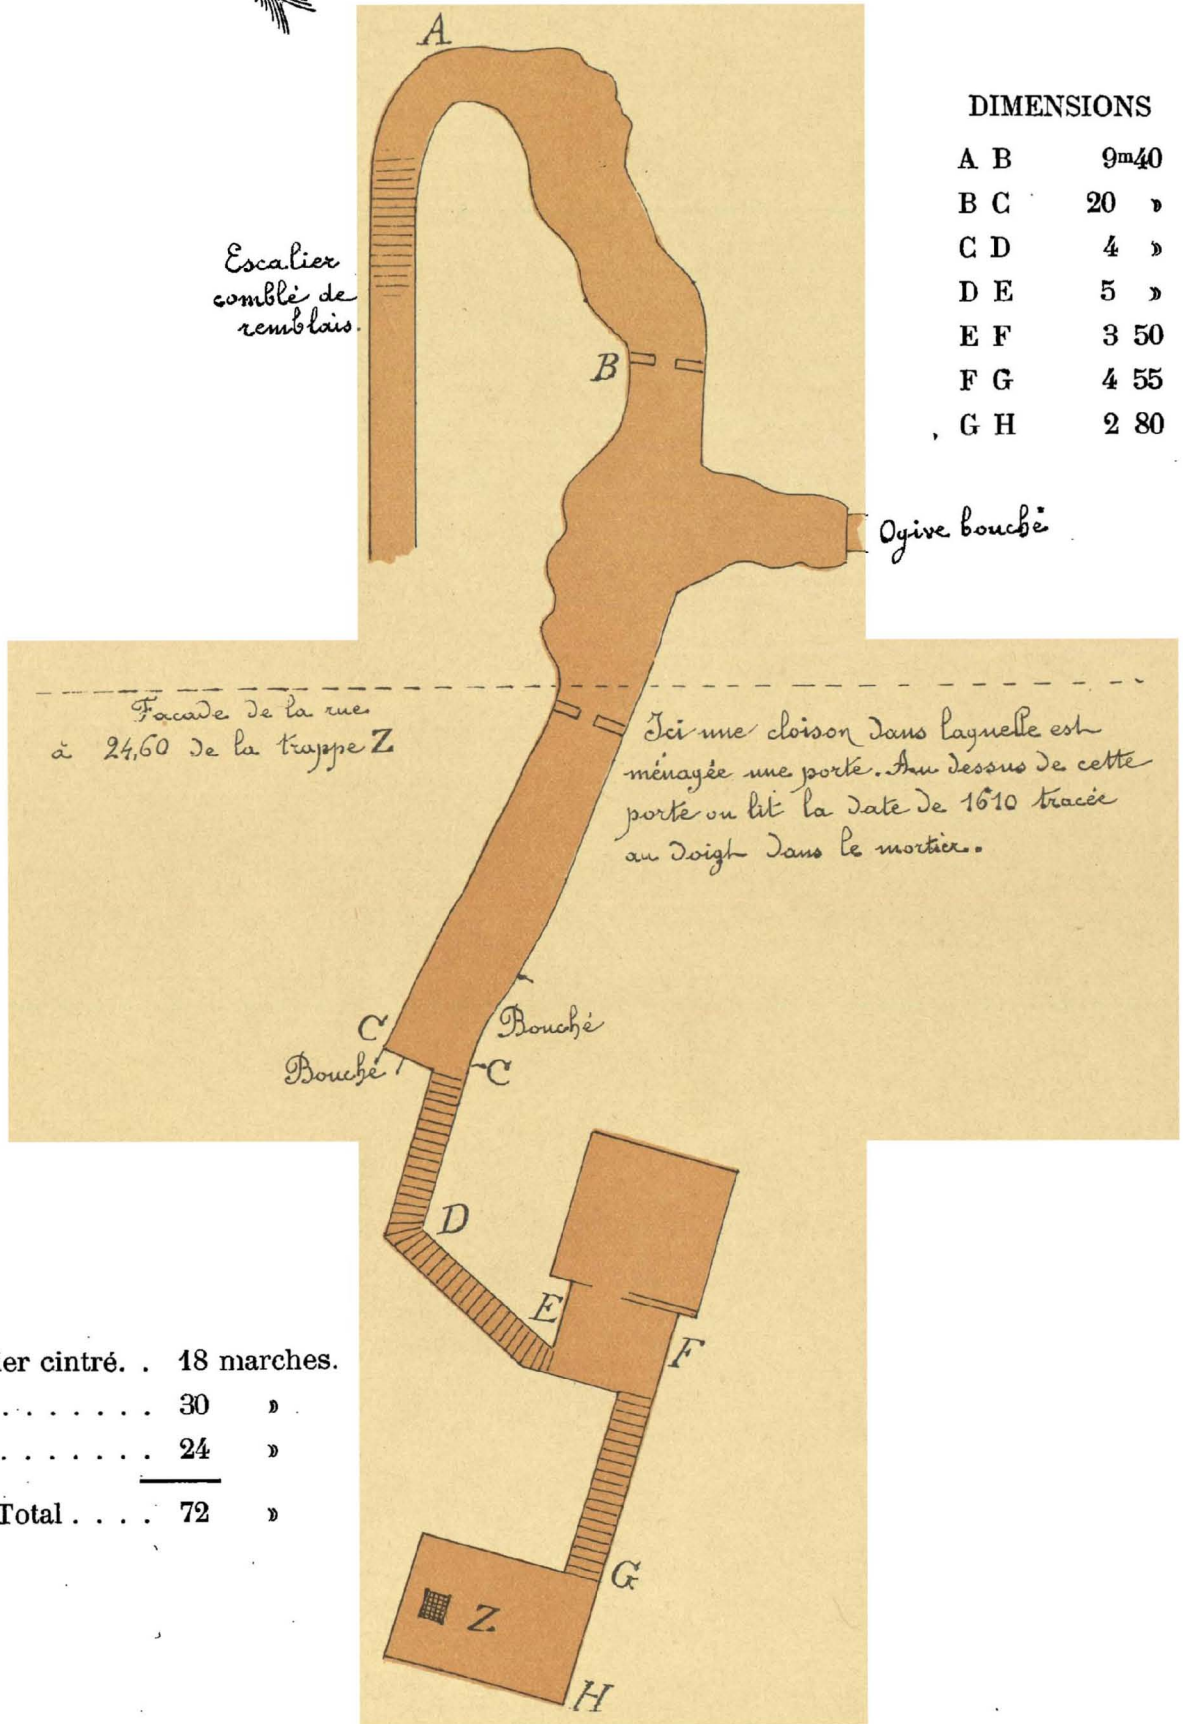 A
DIMENSIONS
A B 9m40
B C 20 »
C D 4 »
D E 5 »
E F 3 50
F G 4 55
G H 2 80
Escalier
comblé de
remblais.
B
Ogive bouché
Facade de la rue
à 24,60 de la trappe Z
Ici une cloison dans laquelle est
ménagée une porte. Au dessus de cette
porte on lit la date de 1610 tracée
au doigt dans le mortier.
C
Bouché
Bouché
C
D
E
F
er cintré. . 18 marches.
. . . . . . . . 30 »
. . . . . . . . 24 »
Total . . . . 72 »
G
Z
H